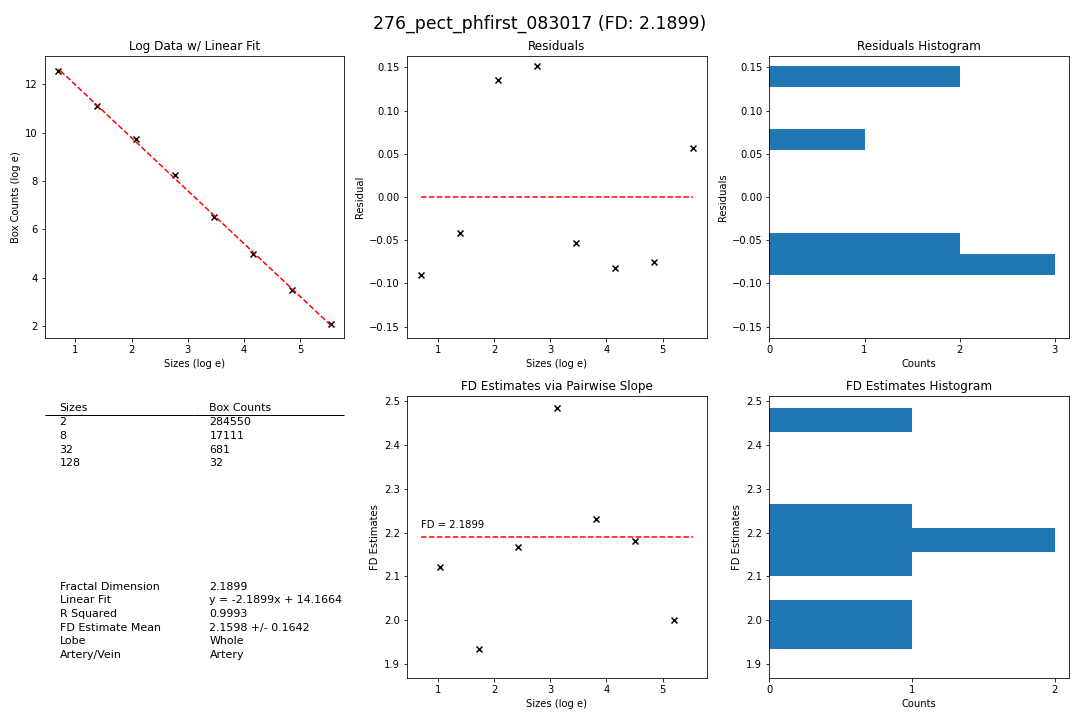 276_pect_phfirst_083017 (FD: 2.1899)
Log Data w/ Linear Fit
Box Counts (log e)
12
10
8
6
4
2
1 2 3 4 5
Sizes (log e)
Residuals
Residual
0.15
0.10
0.05
0.00
−0.05
−0.10
−0.15
1 2 3 4 5
Sizes (log e)
Residuals Histogram
Residuals
0.15
0.10
0.05
0.00
−0.05
−0.10
−0.15
0 1 2 3
Counts
Sizes Box Counts
2 284550
8 17111
32 681
128 32
Fractal Dimension 2.1899
Linear Fit y = -2.1899x + 14.1664
R Squared 0.9993
FD Estimate Mean 2.1598 +/- 0.1642
Lobe Whole
Artery/Vein Artery
FD Estimates via Pairwise Slope
FD Estimates
2.5
2.4
2.3
2.2
2.1
2.0
1.9
FD = 2.1899
1 2 3 4 5
Sizes (log e)
FD Estimates Histogram
FD Estimates
2.5
2.4
2.3
2.2
2.1
2.0
1.9
0 1 2
Counts